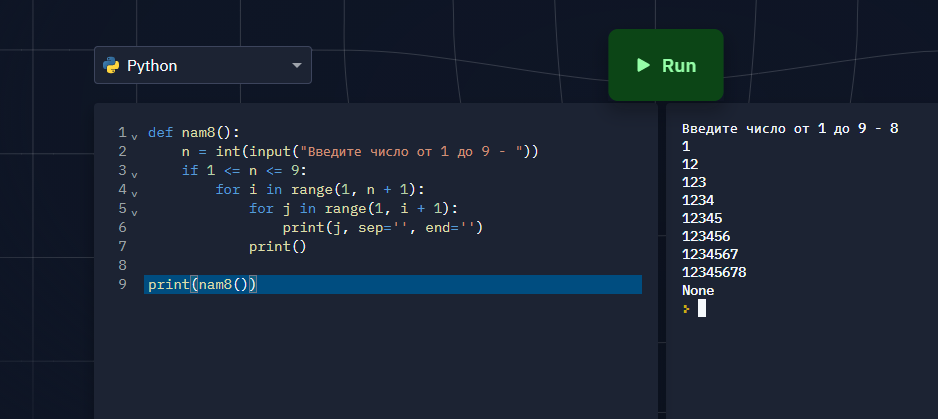 Python
Run
1 def nam8():
2 n = int(input("Введите число от 1 до 9 - "))
3 if 1 <= n <= 9:
4 for i in range(1, n + 1):
5 for j in range(1, i + 1):
6 print(j, sep='', end='')
7 print()
8
9 print(nam8())
Введите число от 1 до 9 - 8
1
12
123
1234
12345
123456
1234567
12345678
None